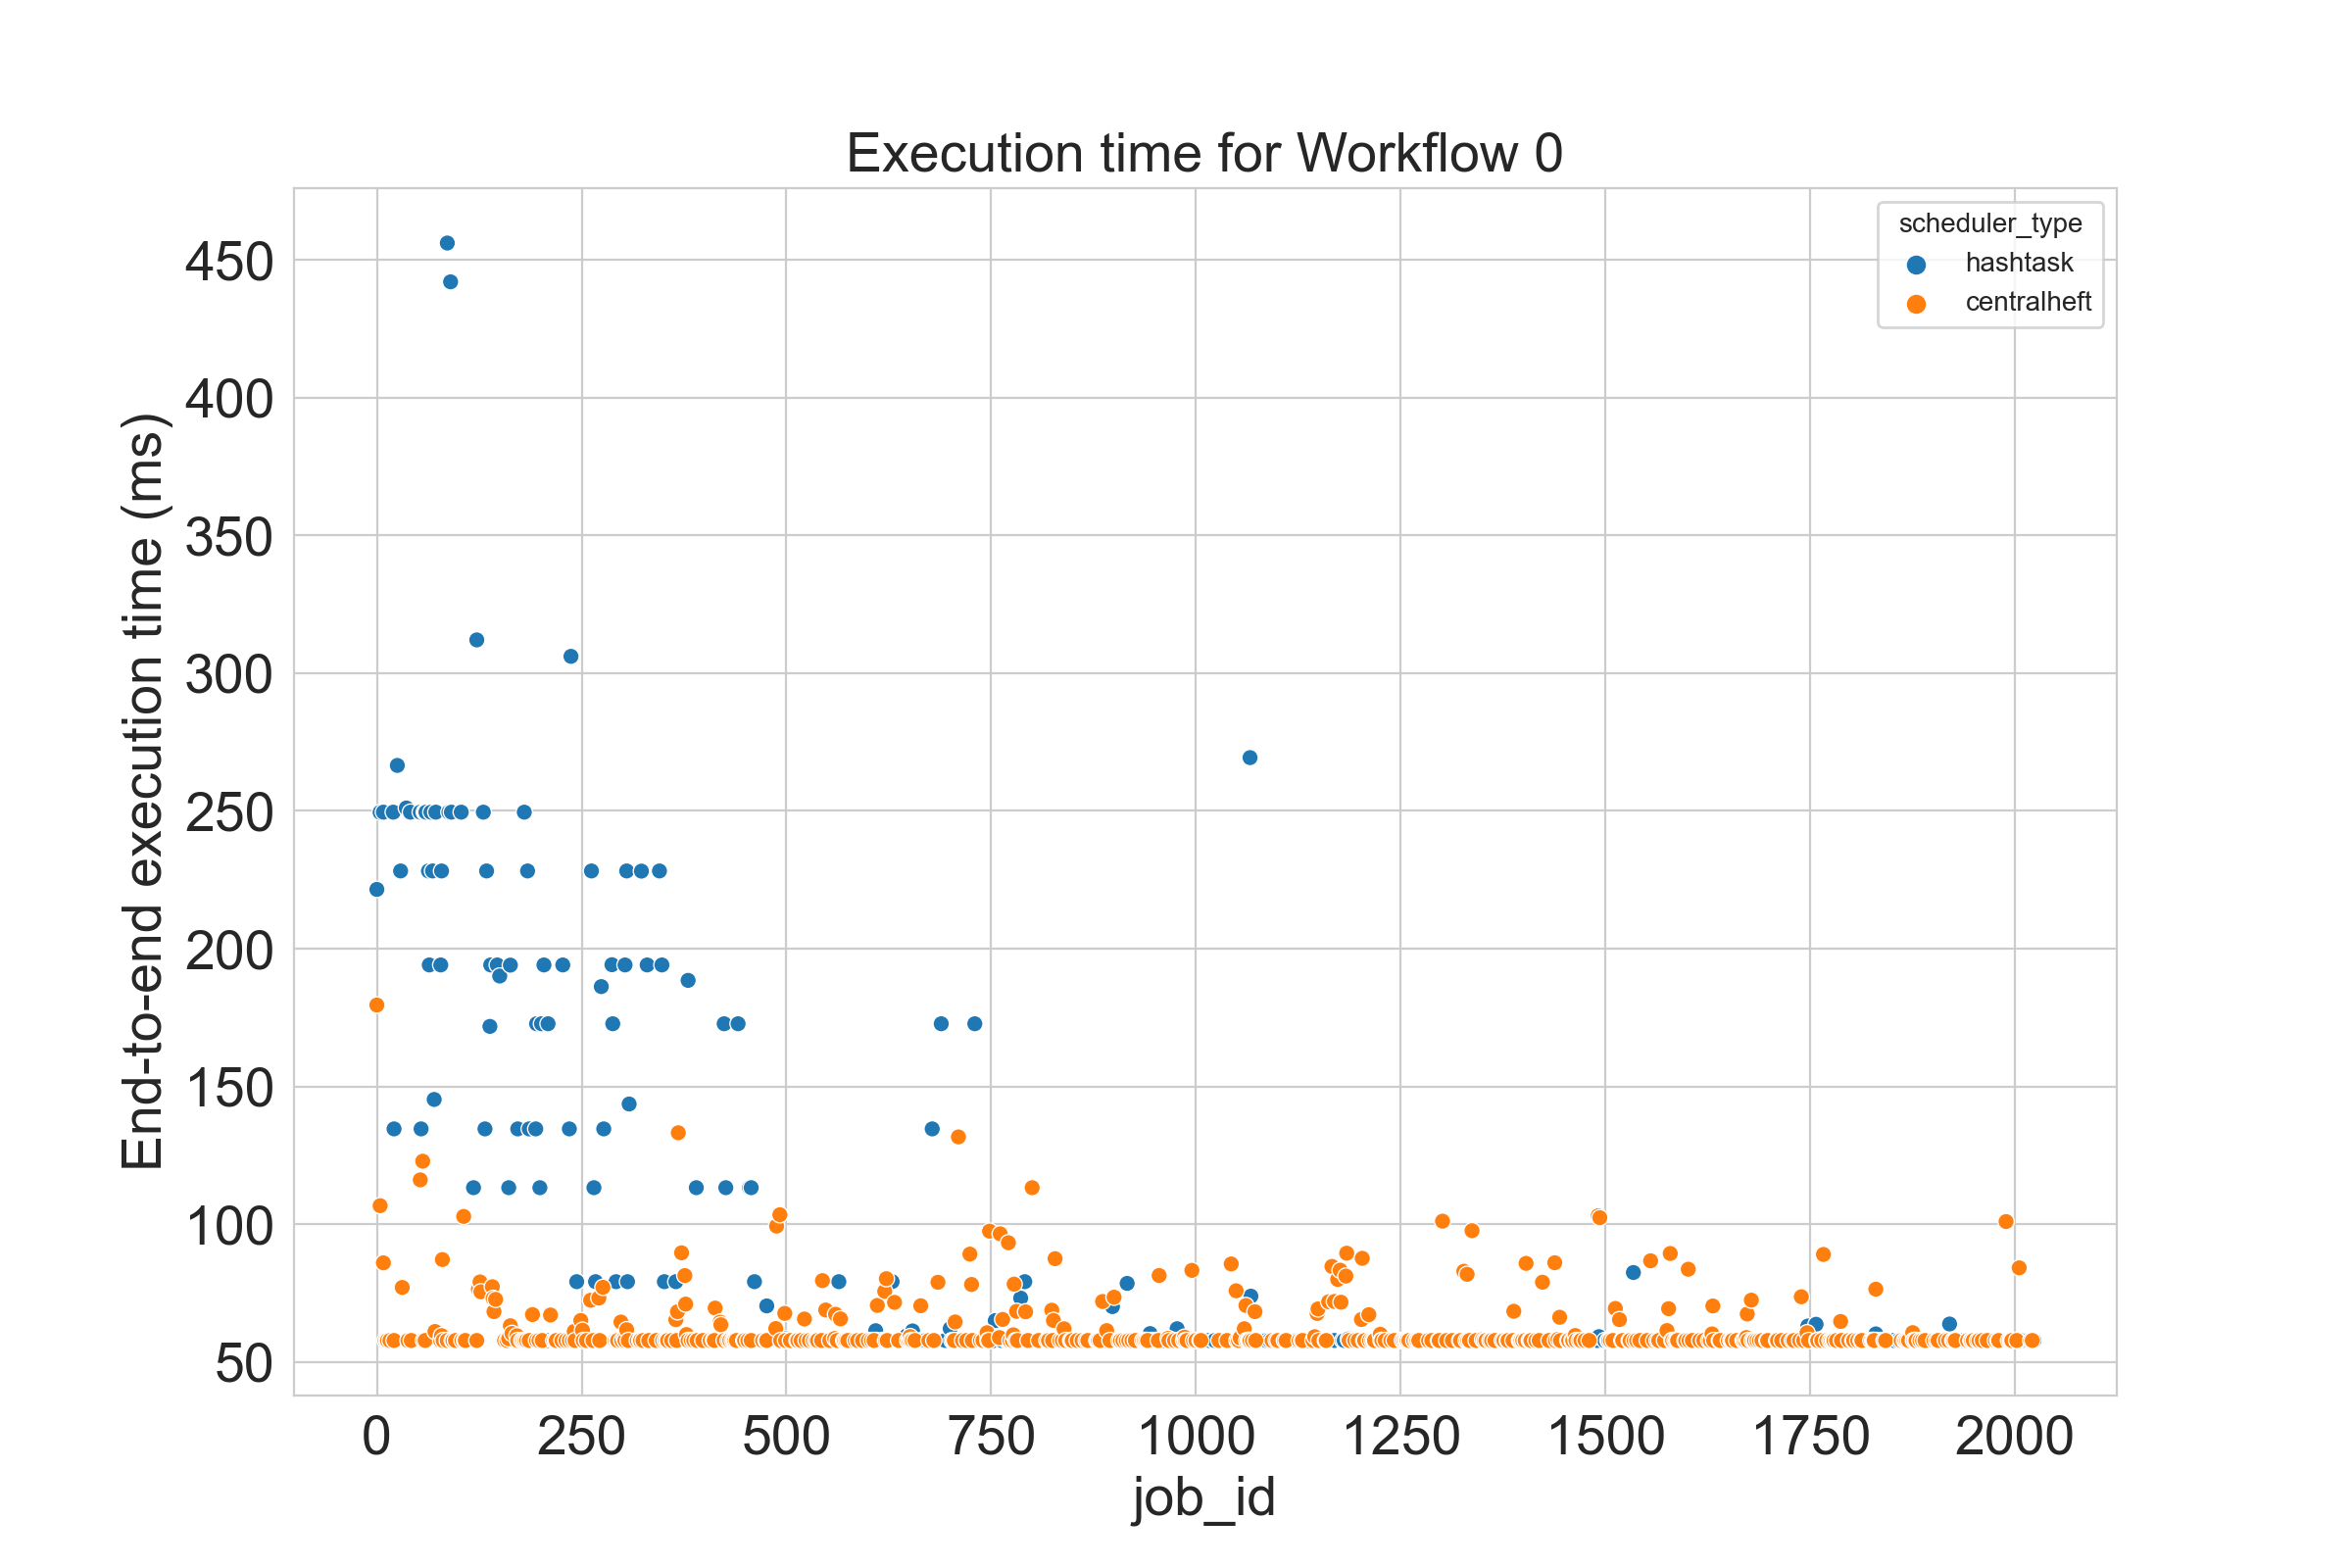 Execution time for Workflow 0
scheduler_type
hashtask
centralheft
End-to-end execution time (ms)
450
400
350
300
250
200
150
100
50
0 250 500 750 1000 1250 1500 1750 2000
job_id